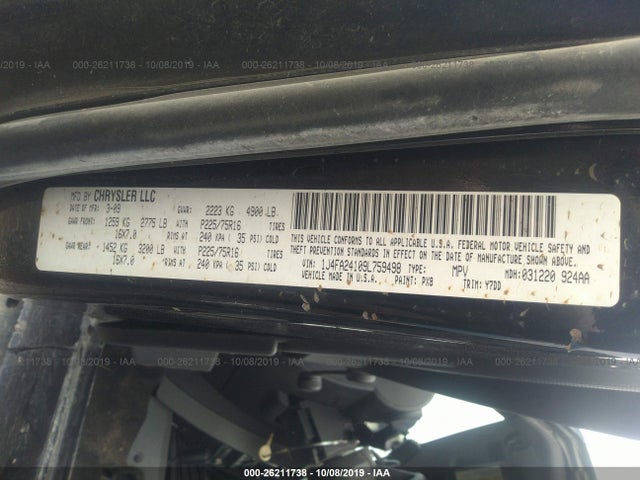 000-26211738 - 10/08/2019 - IAA
MFD BY CHRYSLER LLC
DATE OF MFR 3-09 GVWR: 2223 KG 4900 LB.
GAWR FRONT: 1259 KG 2775 LB WITH P225/75R16 TIRES
16X7.0 RIMS AT 240 KPA ( 35 PSI) COLD
GAWR REAR: 1452 KG 3200 LB WITH P225/75R16 TIRES
16X7.0 RIMS AT 240 KPA ( 35 PSI) COLD
THIS VEHICLE CONFORMS TO ALL APPLICABLE U.S.A. FEDERAL MOTOR VEHICLE SAFETY AND
THEFT PREVENTION STANDARDS IN EFFECT ON THE DATE OF MANUFACTURE SHOWN ABOVE.
VIN: 1J4FA24109L759498 TYPE: MPV MDH: 031220 924AA
VEHICLE MADE IN U.S.A. PAINT: PX8 TRIM: Y7DD
000-26211738 - 10/08/2019 - IAA
000-26211738 - 10/08/2019 - IAA